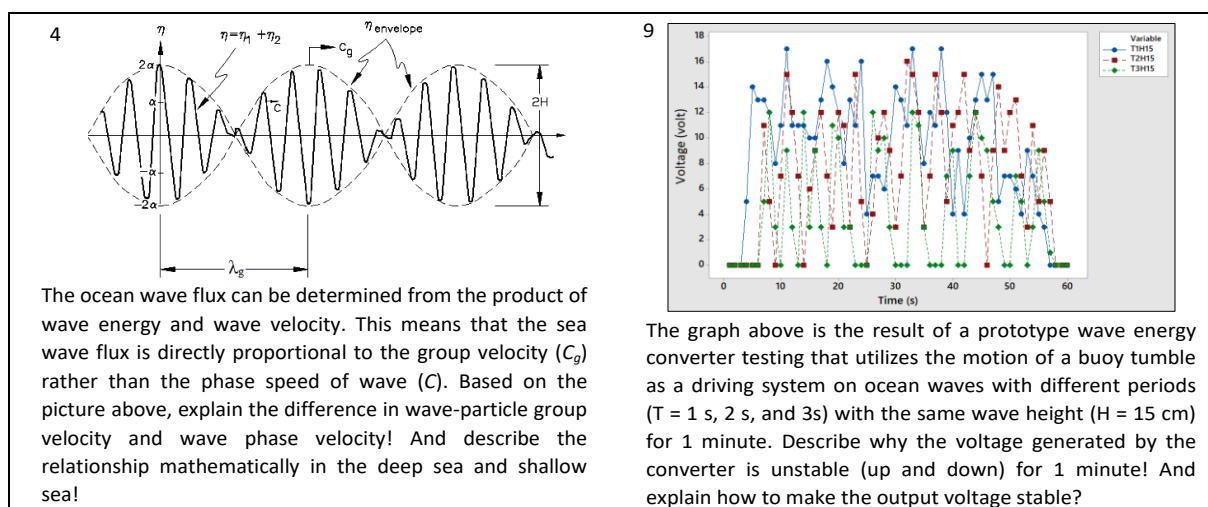 4
η
η=η1 +η2
Cg
ηenvelope
2α
α
C
2H
-α
-2α
λg
The ocean wave flux can be determined from the product of
wave energy and wave velocity. This means that the sea
wave flux is directly proportional to the group velocity (Cg)
rather than the phase speed of wave (C). Based on the
picture above, explain the difference in wave-particle group
velocity and wave phase velocity! And describe the
relationship mathematically in the deep sea and shallow
sea!
9
18
16
14
12
10
8
6
4
2
0
Voltage (volt)
0 10 20 30 40 50 60
Time (s)
Variable
T1H15
T2H15
T3H15
The graph above is the result of a prototype wave energy
converter testing that utilizes the motion of a buoy tumble
as a driving system on ocean waves with different periods
(T = 1 s, 2 s, and 3s) with the same wave height (H = 15 cm)
for 1 minute. Describe why the voltage generated by the
converter is unstable (up and down) for 1 minute! And
explain how to make the output voltage stable?